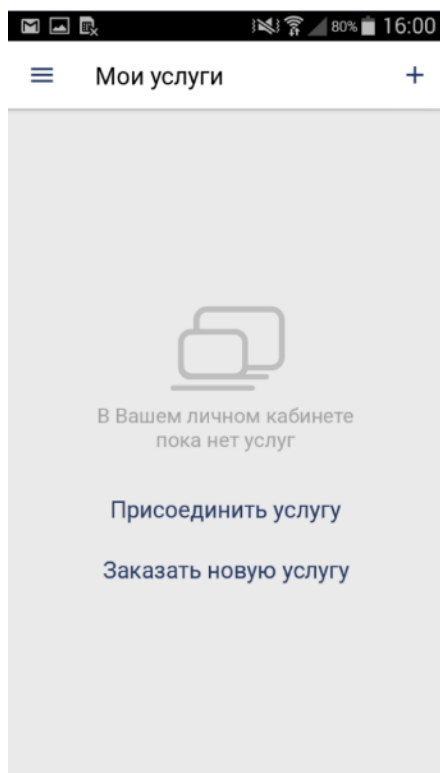 80% 16:00
Мои услуги
В Вашем личном кабинете
пока нет услуг
Присоединить услугу
Заказать новую услугу